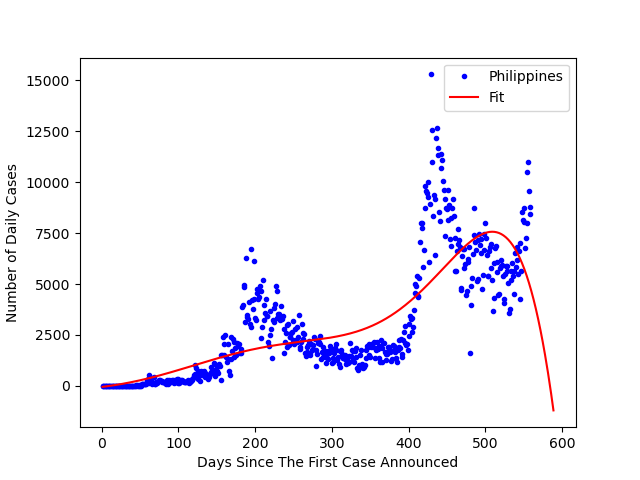 Number of Daily Cases
15000
12500
10000
7500
5000
2500
0
Philippines
Fit
0 100 200 300 400 500 600
Days Since The First Case Announced